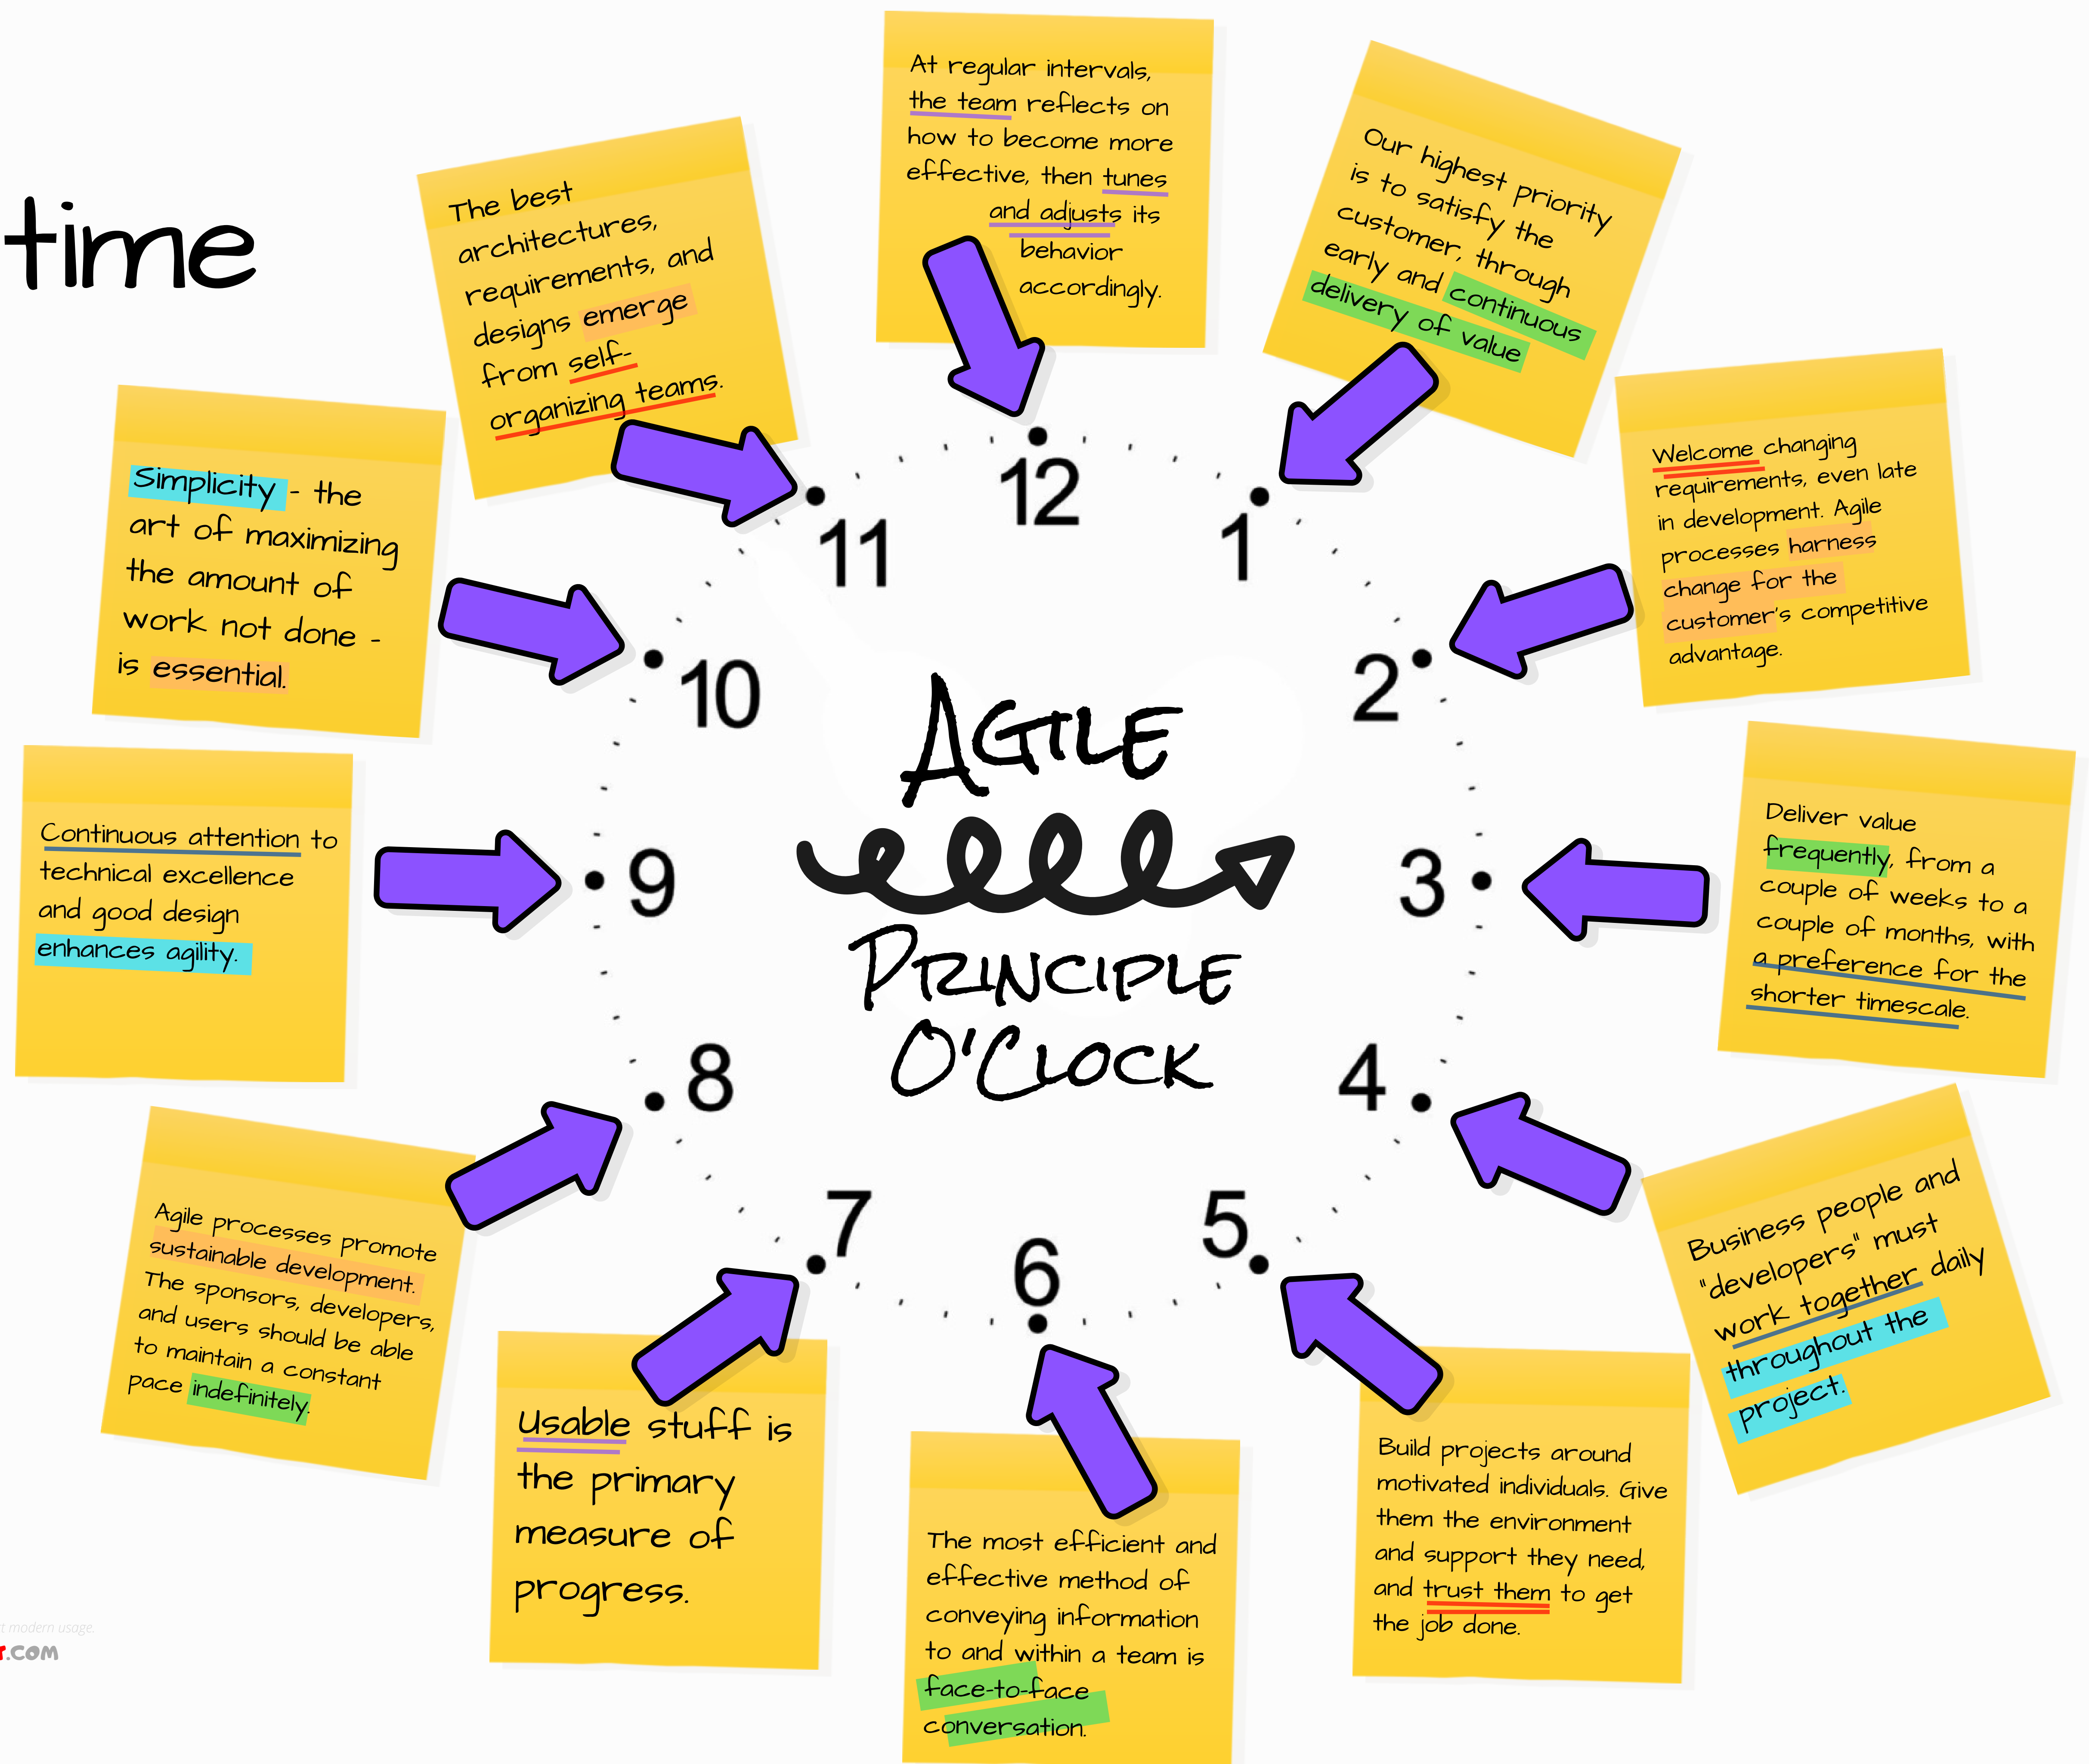 time
At regular intervals,
the team reflects on
how to become more
effective, then tunes
and adjusts its
behavior
accordingly.
Our highest priority
is to satisfy the
customer, through
early and continuous
delivery of value
Welcome changing
requirements, even late
in development. Agile
processes harness
change for the
customer's competitive
advantage.
Deliver value
frequently, from a
couple of weeks to a
couple of months, with
a preference for the
shorter timescale.
Business people and
"developers" must
work together daily
throughout the
project.
Build projects around
motivated individuals. Give
them the environment
and support they need,
and trust them to get
the job done.
The most efficient and
effective method of
conveying information
to and within a team is
face-to-face
conversation.
Usable stuff is
the primary
measure of
progress.
Agile processes promote
sustainable development.
The sponsors, developers,
and users should be able
to maintain a constant
pace indefinitely.
Continuous attention to
technical excellence
and good design
enhances agility.
Simplicity - the
art of maximizing
the amount of
work not done -
is essential.
The best
architectures,
requirements, and
designs emerge
from self-
organizing teams.
12
1
2
3
4
5
6
7
8
9
10
11
AGILE
PRINCIPLE
O'CLOCK
modern usage.
.COM